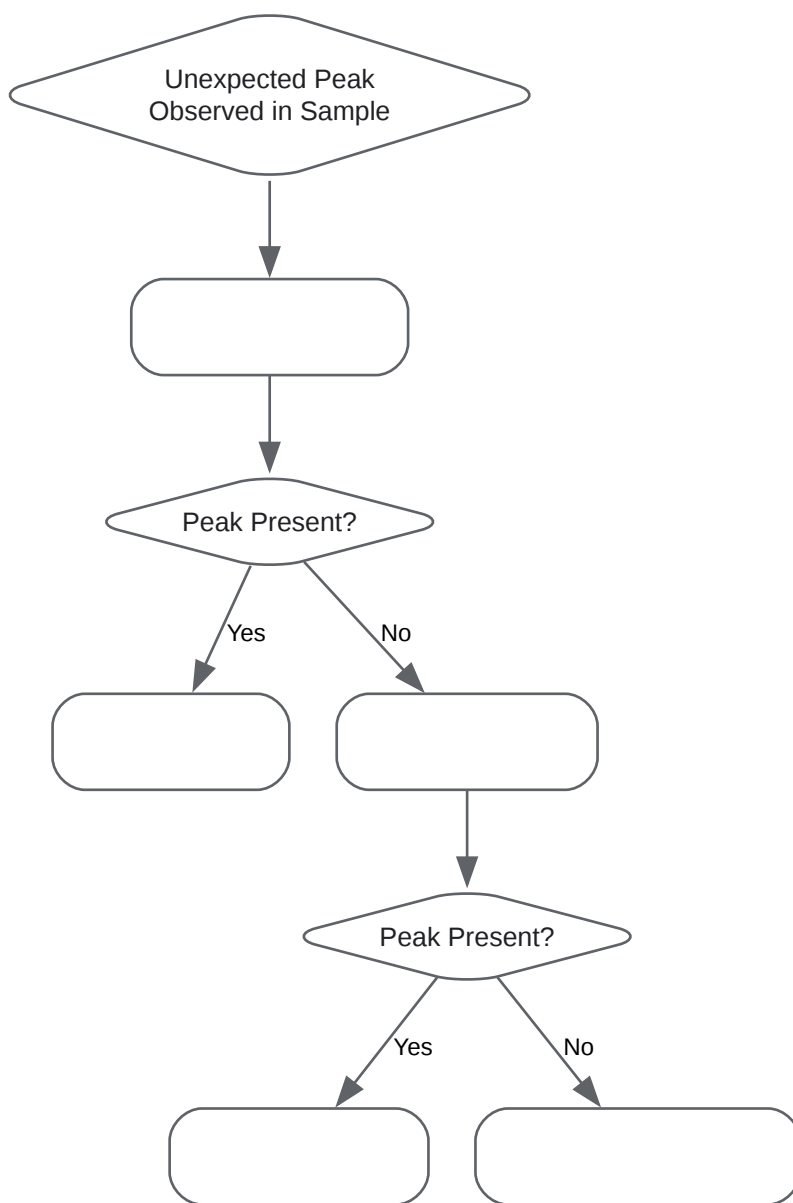 Unexpected Peak
Observed in Sample
Peak Present?
Yes
No
Peak Present?
Yes
No